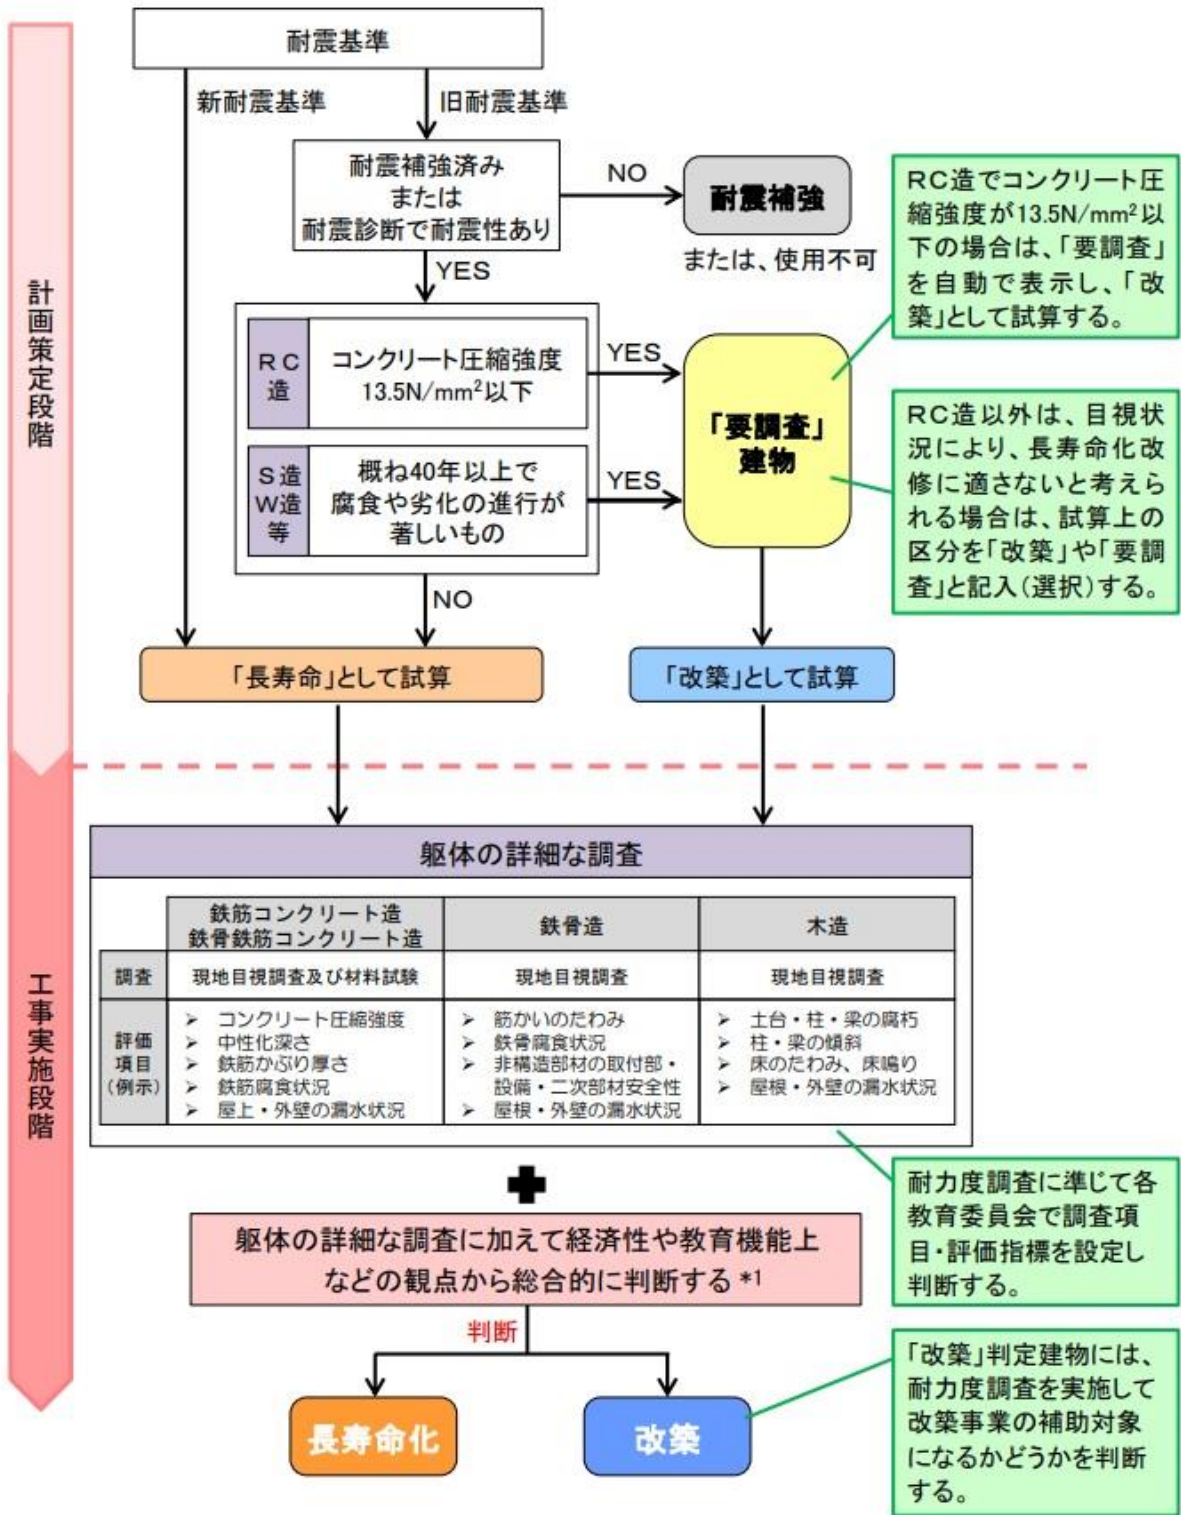 計画策定段階
耐震基準
新耐震基準
旧耐震基準
耐震補強済み
または
耐震診断で耐震性あり
NO
耐震補強
または、使用不可
YES
RC造でコンクリート圧
縮強度が13.5N/mm²以
下の場合は、「要調査」
を自動で表示し、「改
築」として試算する。
RC
造
コンクリート圧縮強度
13.5N/mm²以下
YES
「要調査」
建物
S造
W造
等
概ね40年以上で
腐食や劣化の進行が
著しいもの
YES
RC造以外は、目視状
況により、長寿命化改
修に適さないと考えら
れる場合は、試算上の
区分を「改築」や「要調
査」と記入(選択)する。
NO
「長寿命」として試算
「改築」として試算
工事実施段階
躯体の詳細な調査
鉄筋コンクリート造
鉄骨鉄筋コンクリート造
鉄骨造
木造
調査
現地目視調査及び材料試験
現地目視調査
現地目視調査
評価
項目
(例示)
➢ コンクリート圧縮強度
➢ 中性化深さ
➢ 鉄筋かぶり厚さ
➢ 鉄筋腐食状況
➢ 屋上・外壁の漏水状況
➢ 筋かいのたわみ
➢ 鉄骨腐食状況
➢ 非構造部材の取付部・
設備・二次部材安全性
➢ 屋根・外壁の漏水状況
➢ 土台・柱・梁の腐朽
➢ 柱・梁の傾斜
➢ 床のたわみ、床鳴り
➢ 屋根・外壁の漏水状況
耐力度調査に準じて各
教育委員会で調査項
目・評価指標を設定し
判断する。
躯体の詳細な調査に加えて経済性や教育機能上
などの観点から総合的に判断する *1
判断
長寿命化
改築
「改築」判定建物には、
耐力度調査を実施して
改築事業の補助対象
になるかどうかを判断
する。